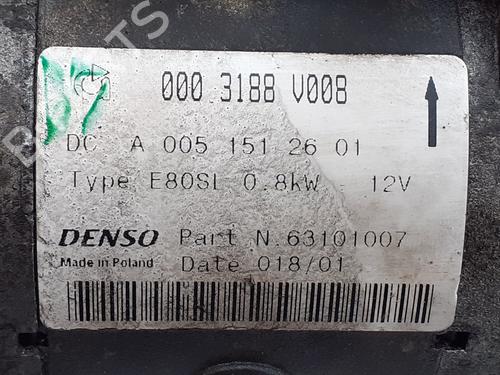 000 3188 V008
DC A 005 151 26 01
Type E80SL 0.8kW - 12V
DENSO Part N.63101007
Made in Poland Date 018/01